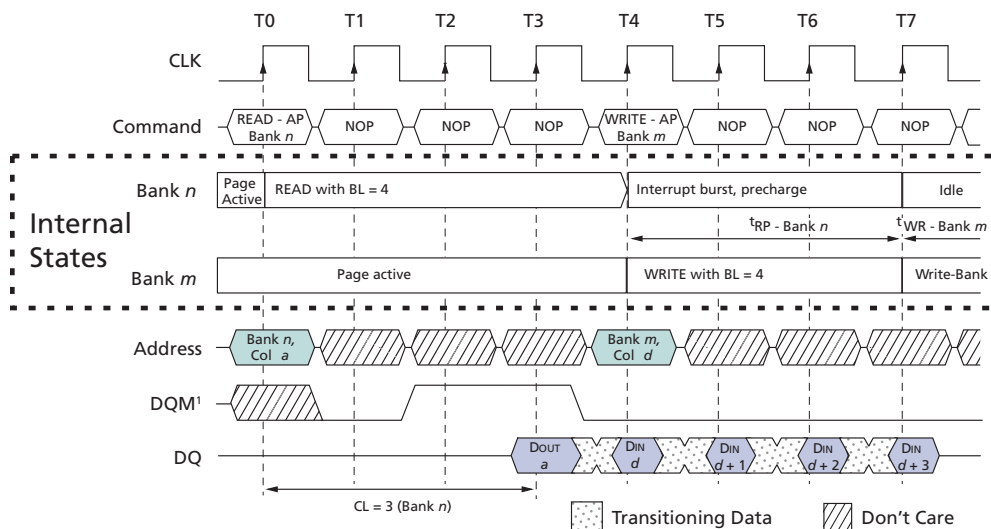 T0 T1 T2 T3 T4 T5 T6 T7
CLK
Command
READ - AP
Bank n
NOP
NOP
NOP
WRITE - AP
Bank m
NOP
NOP
NOP
Internal
States
Bank n
Page
Active
READ with BL = 4
Interrupt burst, precharge
Idle
tRP - Bank n
tWR - Bank m
Bank m
Page active
WRITE with BL = 4
Write-Bank
Address
Bank n,
Col a
Bank m,
Col d
DQM¹
DQ
DOUT
a
DIN
d
DIN
d + 1
DIN
d + 2
DIN
d + 3
CL = 3 (Bank n)
Transitioning Data
Don't Care